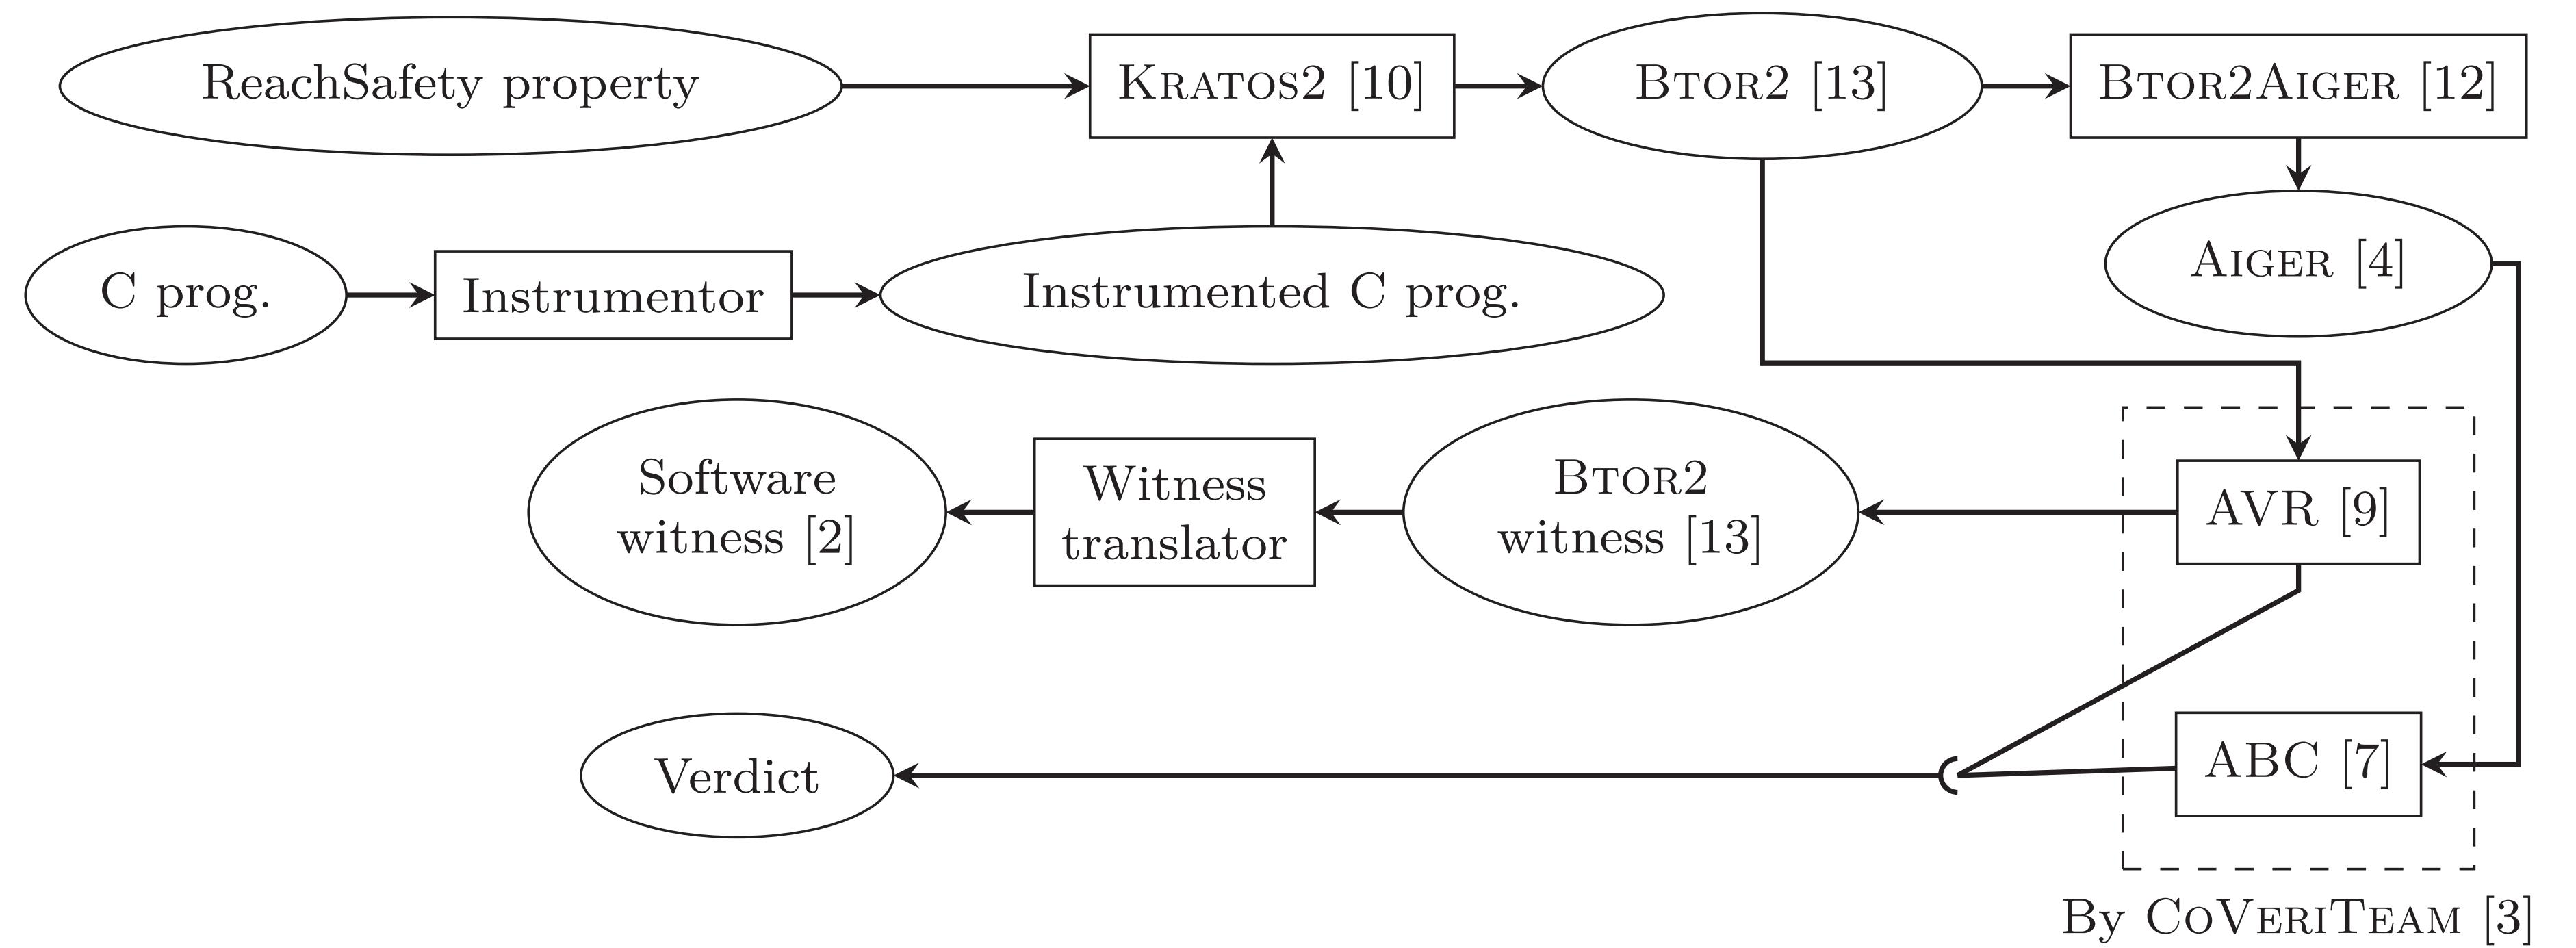 ReachSafety property
Kratos2 [10]
Btor2 [13]
Btor2Aiger [12]
C prog.
Instrumentor
Instrumented C prog.
Aiger [4]
Software
witness [2]
Witness
translator
Btor2
witness [13]
AVR [9]
Verdict
ABC [7]
By CoVeriTeam [3]